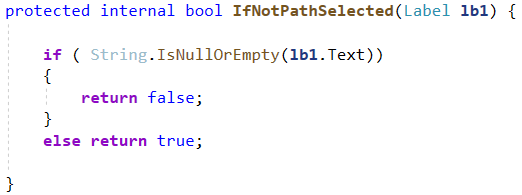 protected internal bool IfNotPathSelected(Label lb1) {
if ( String.IsNullOrEmpty(lb1.Text))
{
return false;
}
else return true;
}